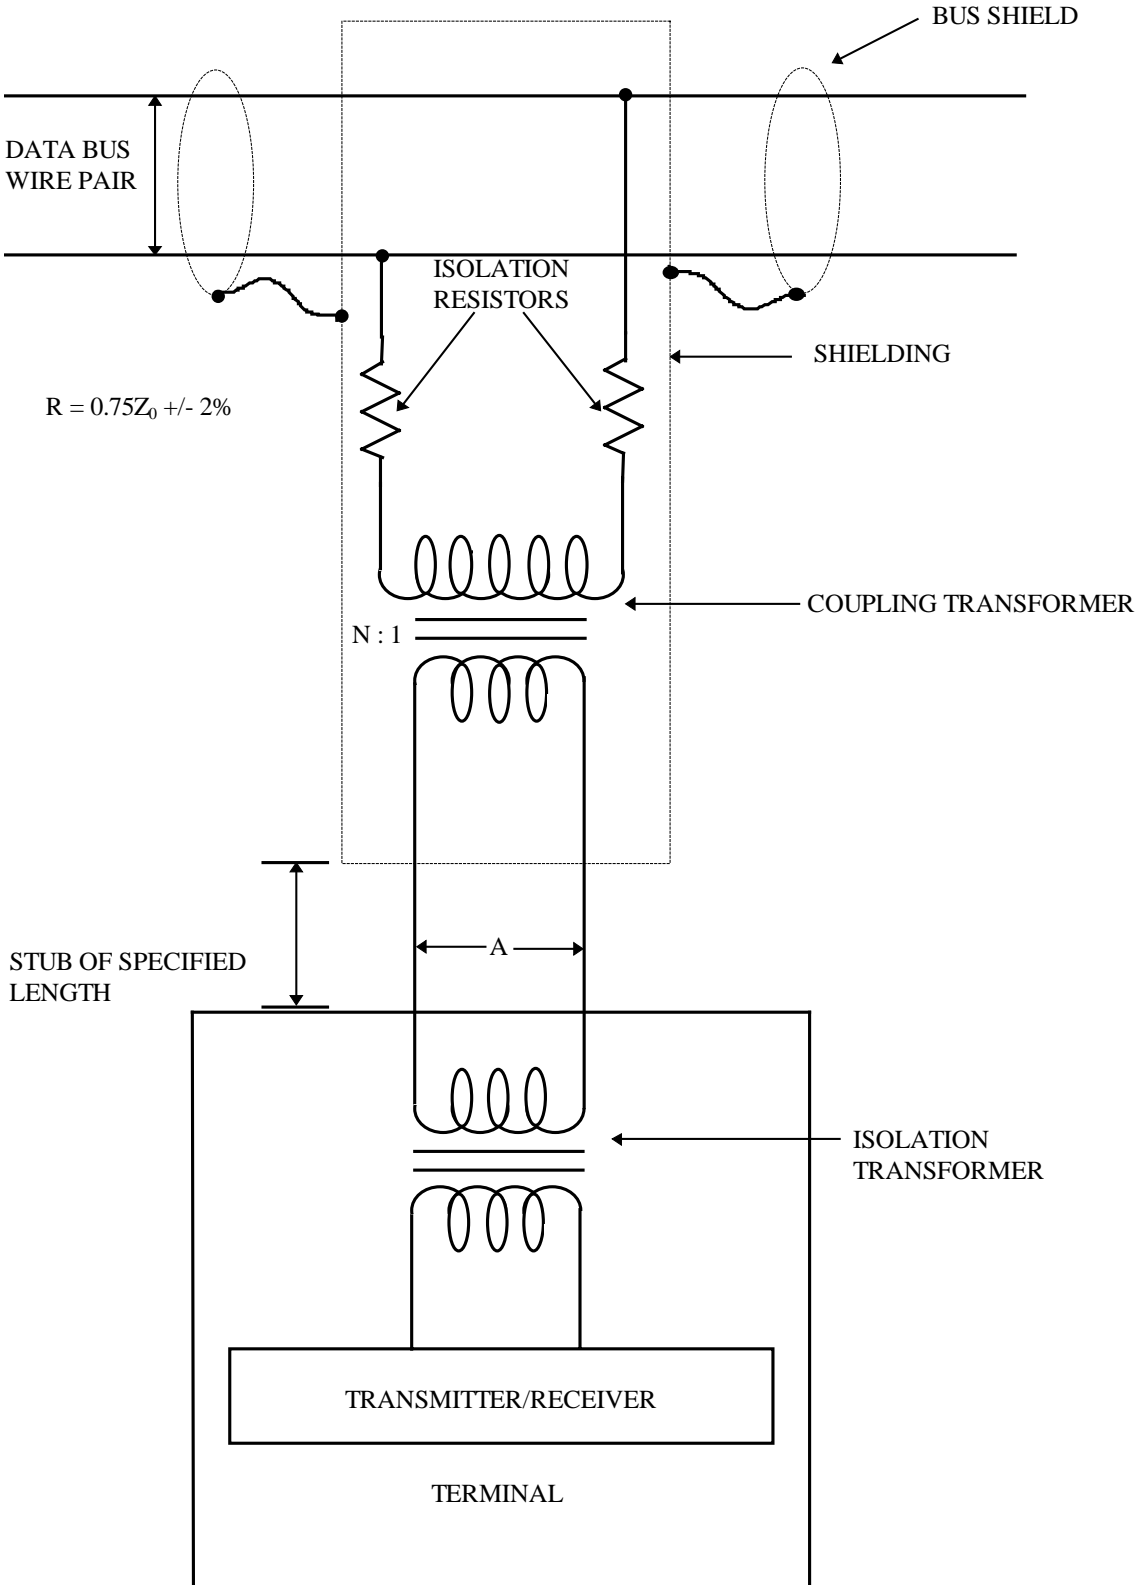 BUS SHIELD
DATA BUS
WIRE PAIR
ISOLATION
RESISTORS
SHIELDING
R = 0.75Z₀ +/- 2%
COUPLING TRANSFORMER
N : 1
A
STUB OF SPECIFIED
LENGTH
ISOLATION
TRANSFORMER
TRANSMITTER/RECEIVER
TERMINAL